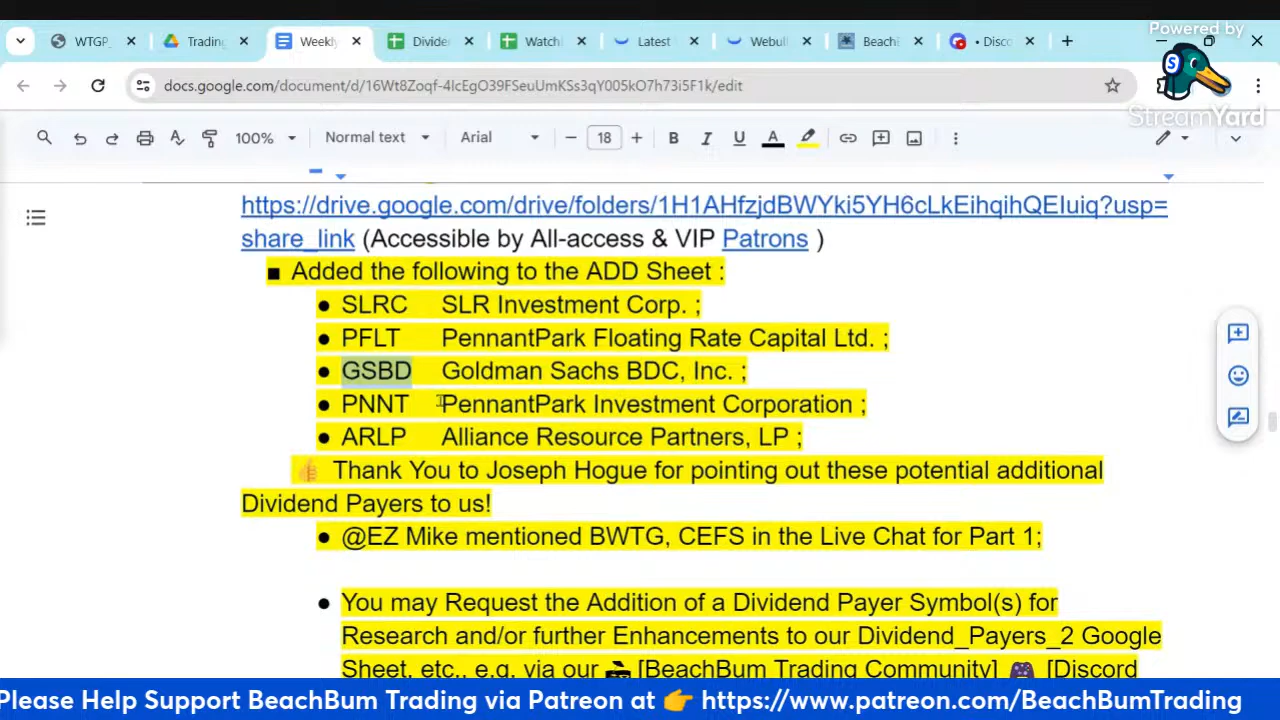 Powered by
StreamYard
WTGP_
Trading
Weekly
Divide
Watch
Latest
Webull
Beach
• Disco
docs.google.com/document/d/16Wt8Zoqf-4IcEgO39FSeuUmKSs3qY005kO7h73i5F1k/edit
100%
Normal text
Arial
18
B
I
U
A
https://drive.google.com/drive/folders/1H1AHfzjdBWYki5YH6cLkEihqihQEIuiq?usp=
share_link (Accessible by All-access & VIP Patrons )
■ Added the following to the ADD Sheet :
● SLRC SLR Investment Corp. ;
● PFLT PennantPark Floating Rate Capital Ltd. ;
● GSBD Goldman Sachs BDC, Inc. ;
● PNNT PennantPark Investment Corporation ;
● ARLP Alliance Resource Partners, LP ;
👍 Thank You to Joseph Hogue for pointing out these potential additional
Dividend Payers to us!
● @EZ Mike mentioned BWTG, CEFS in the Live Chat for Part 1;
● You may Request the Addition of a Dividend Payer Symbol(s) for
Research and/or further Enhancements to our Dividend_Payers_2 Google
Sheet, etc., e.g. via our [BeachBum Trading Community] 🎮 [Discord
Please Help Support BeachBum Trading via Patreon at 👉 https://www.patreon.com/BeachBumTrading